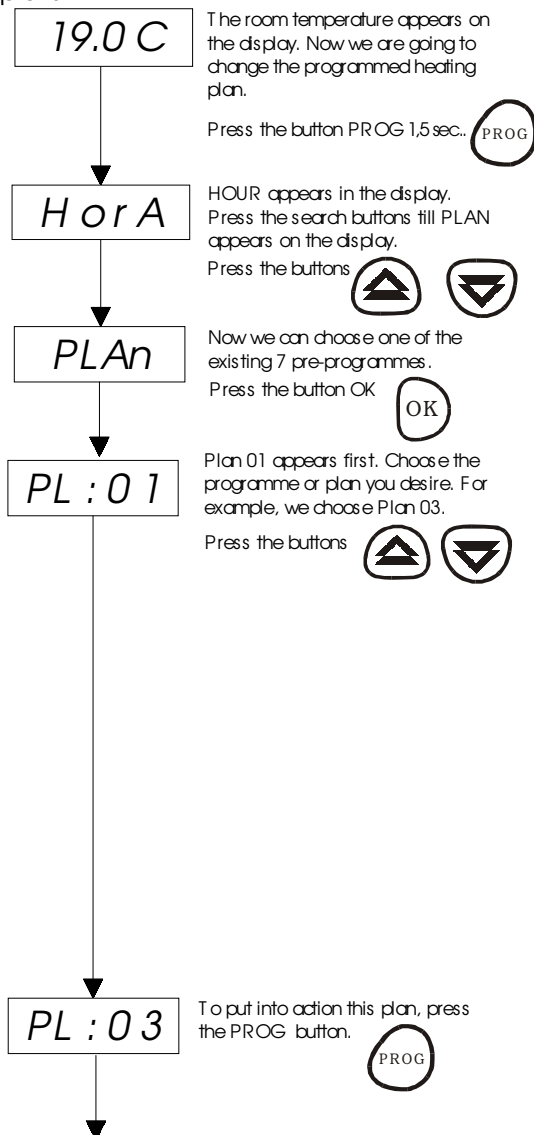 19.0 C
The room temperature appears on
the display. Now we are going to
change the programmed heating
plan.
Press the button PROG 1,5 sec..
PROG
HorA
HOUR appears in the display.
Press the search buttons till PLAN
appears on the display.
Press the buttons
PLAn
Now we can choose one of the
existing 7 pre-programmes.
Press the button OK
OK
PL:01
Plan 01 appears first. Choose the
programme or plan you desire. For
example, we choose Plan 03.
Press the buttons
PL:03
To put into action this plan, press
the PROG button.
PROG